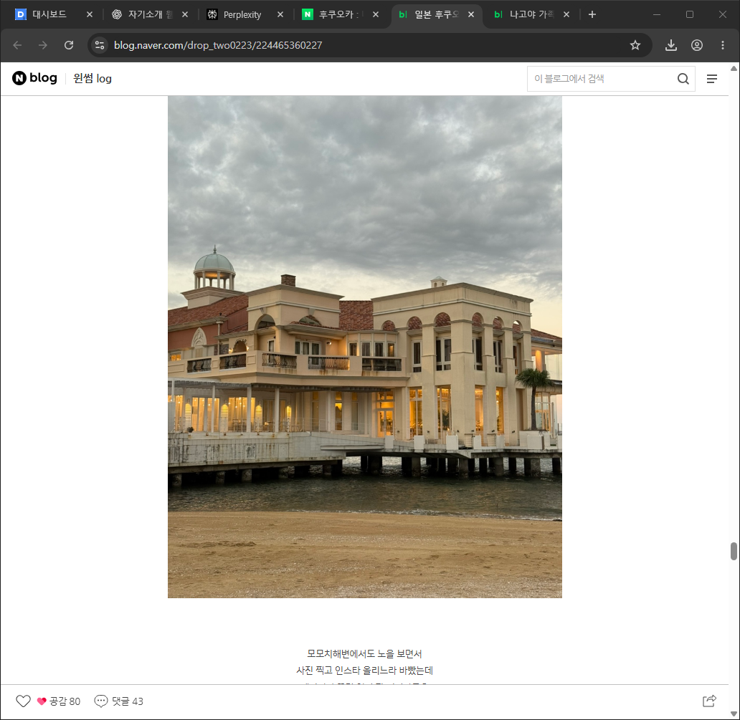 대시보드
자기소개
Perplexity
후쿠오카 :
일본 후쿠오
나고야 가족
blog.naver.com/drop_two0223/224465360227
blog
윈썸 log
이 블로그에서 검색
모모치해변에서도 노을 보면서
사진 찍고 인스타 올리느라 바빴는데
공감 80
댓글 43